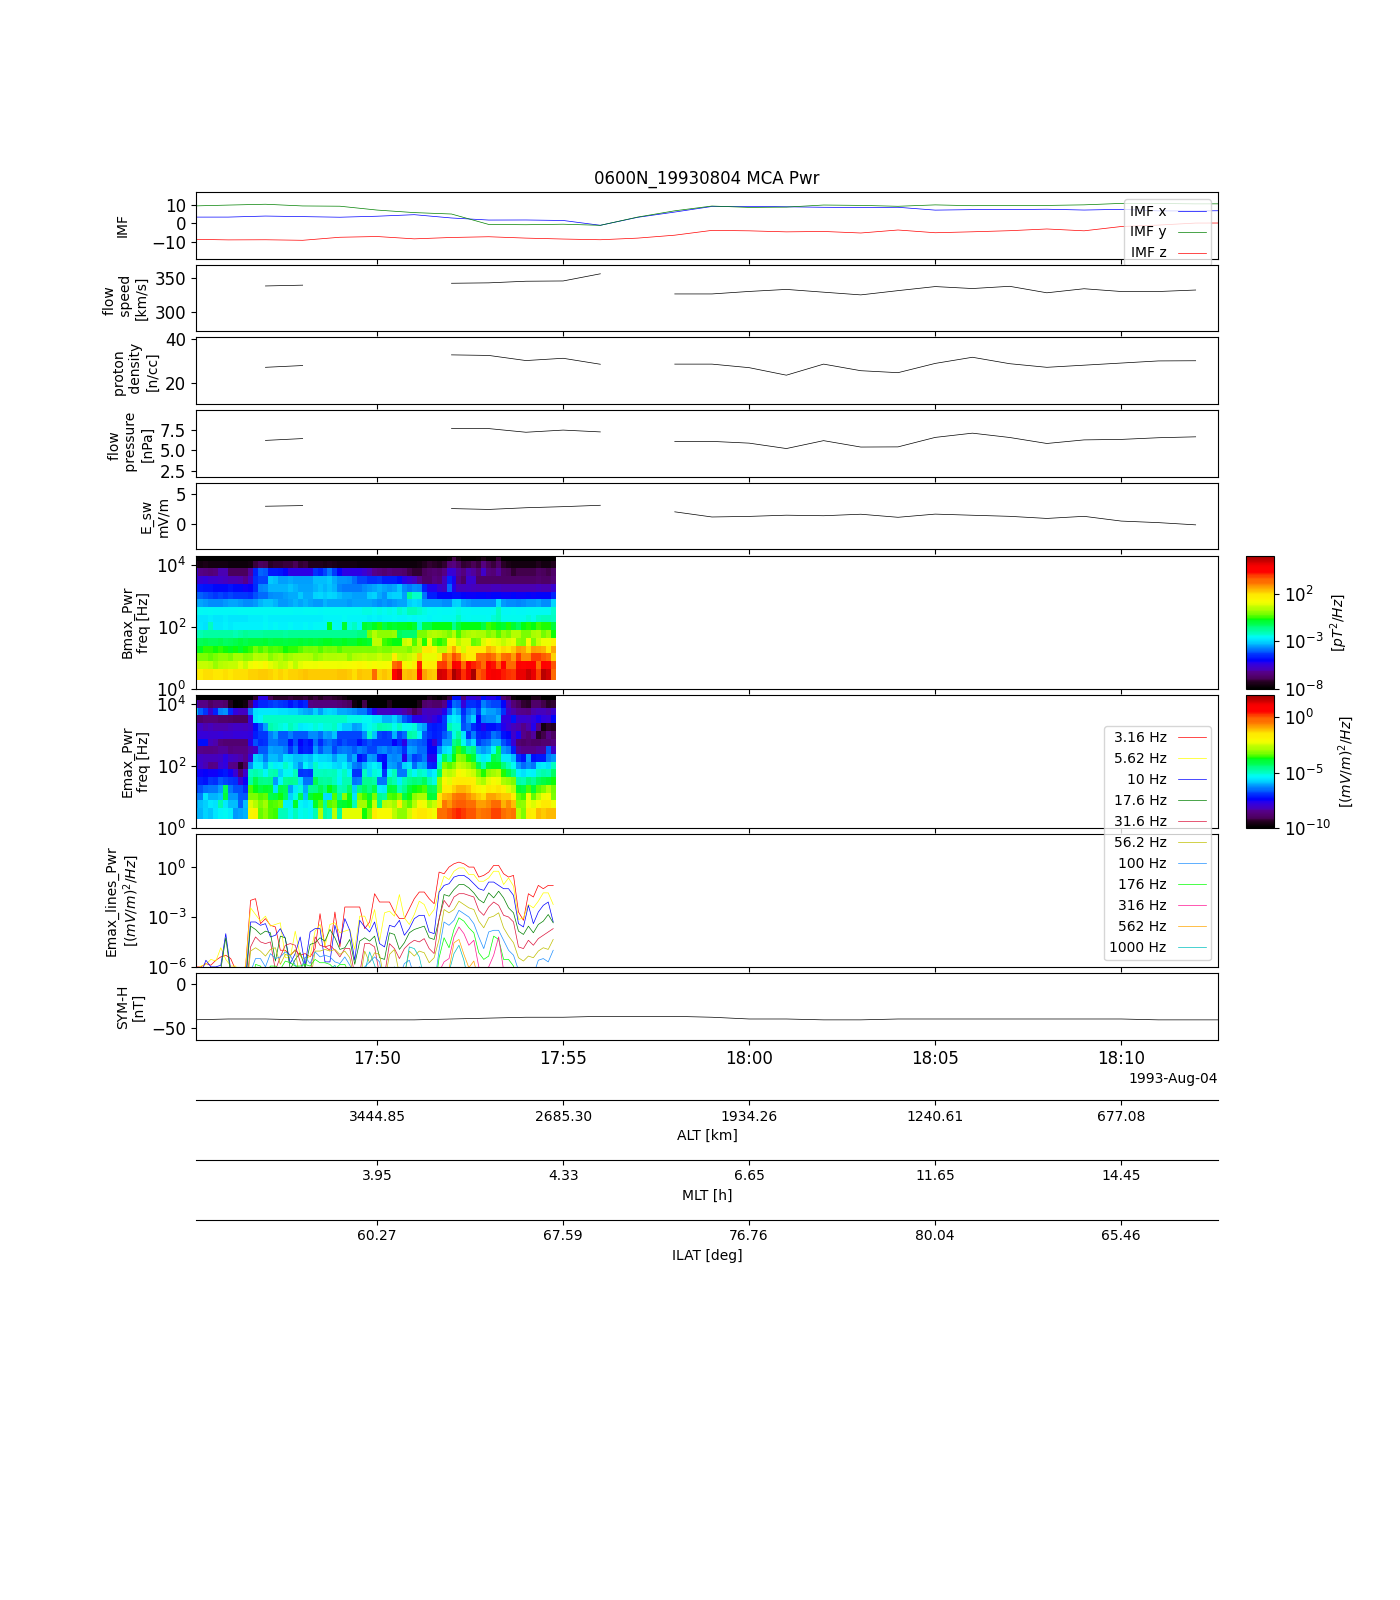 0600N_19930804 MCA Pwr
IMF
10
0
−10
IMF x
IMF y
IMF z
flow
speed
[km/s]
350
300
proton
density
[n/cc]
40
20
flow
pressure
[nPa]
7.5
5.0
2.5
E_sw
mV/m
5
0
Bmax_Pwr
freq [Hz]
10^4
10^2
10^0
10^2
10^−3
10^−8
[pT^2/Hz]
Emax_Pwr
freq [Hz]
10^4
10^2
10^0
10^0
10^−5
10^−10
[(mV/m)^2/Hz]
3.16 Hz
5.62 Hz
10 Hz
17.6 Hz
31.6 Hz
56.2 Hz
100 Hz
176 Hz
316 Hz
562 Hz
1000 Hz
Emax_lines_Pwr
[(mV/m)^2/Hz]
10^0
10^−3
10^−6
SYM-H
[nT]
0
−50
17:50 17:55 18:00 18:05 18:10
1993-Aug-04
3444.85 2685.30 1934.26 1240.61 677.08
ALT [km]
3.95 4.33 6.65 11.65 14.45
MLT [h]
60.27 67.59 76.76 80.04 65.46
ILAT [deg]